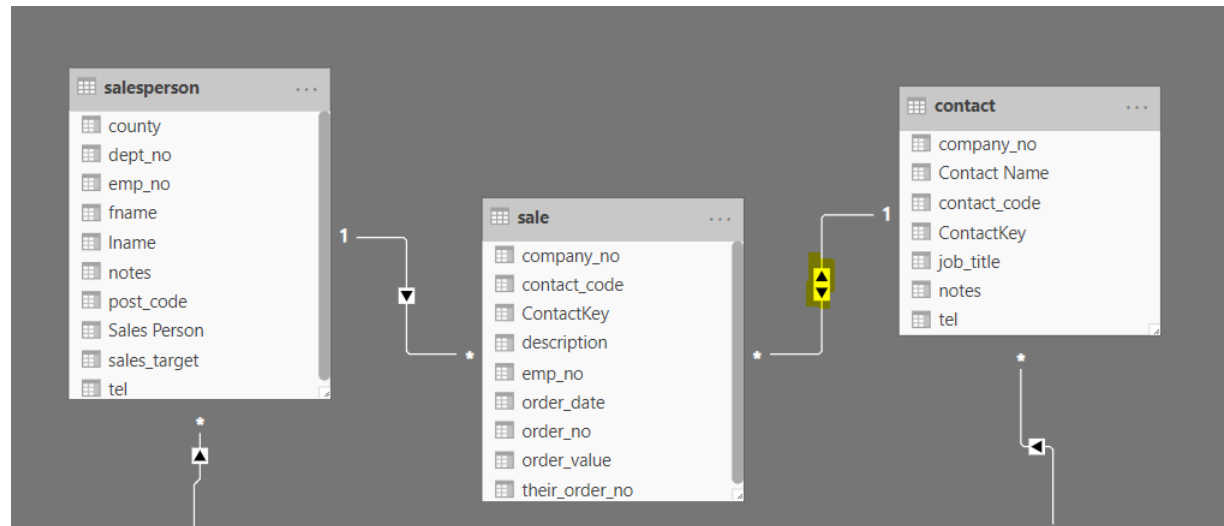 salesperson ...
county
dept_no
emp_no
fname
lname
notes
post_code
Sales Person
sales_target
tel
1
*
*
sale ...
company_no
contact_code
ContactKey
description
emp_no
order_date
order_no
order_value
their_order_no
*
1
contact ...
company_no
Contact Name
contact_code
ContactKey
job_title
notes
tel
*